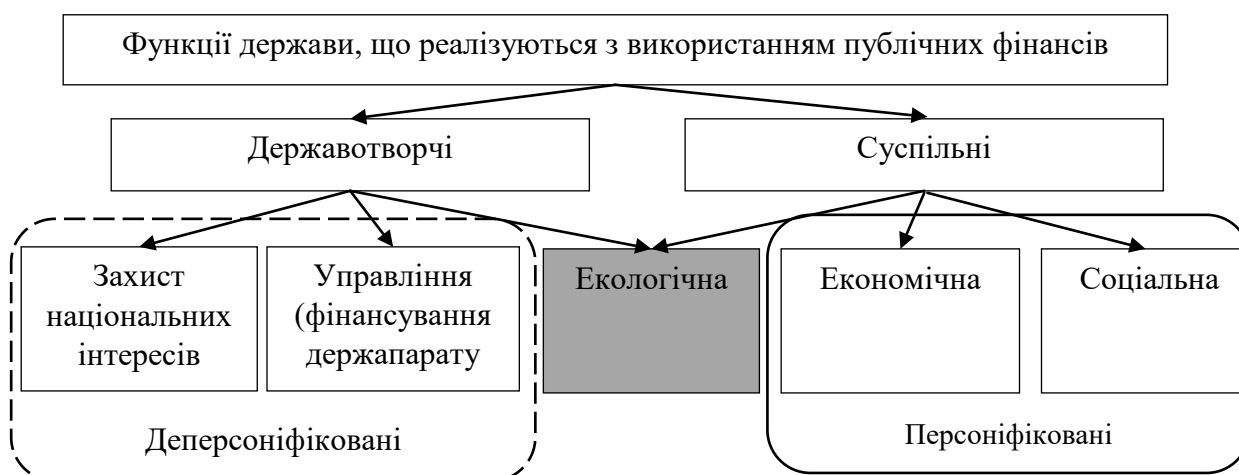 Функції держави, що реалізуються з використанням публічних фінансів
Державотворчі
Суспільні
Захист
національних
інтересів
Управління
(фінансування
держапарату
Екологічна
Економічна
Соціальна
Деперсоніфіковані
Персоніфіковані